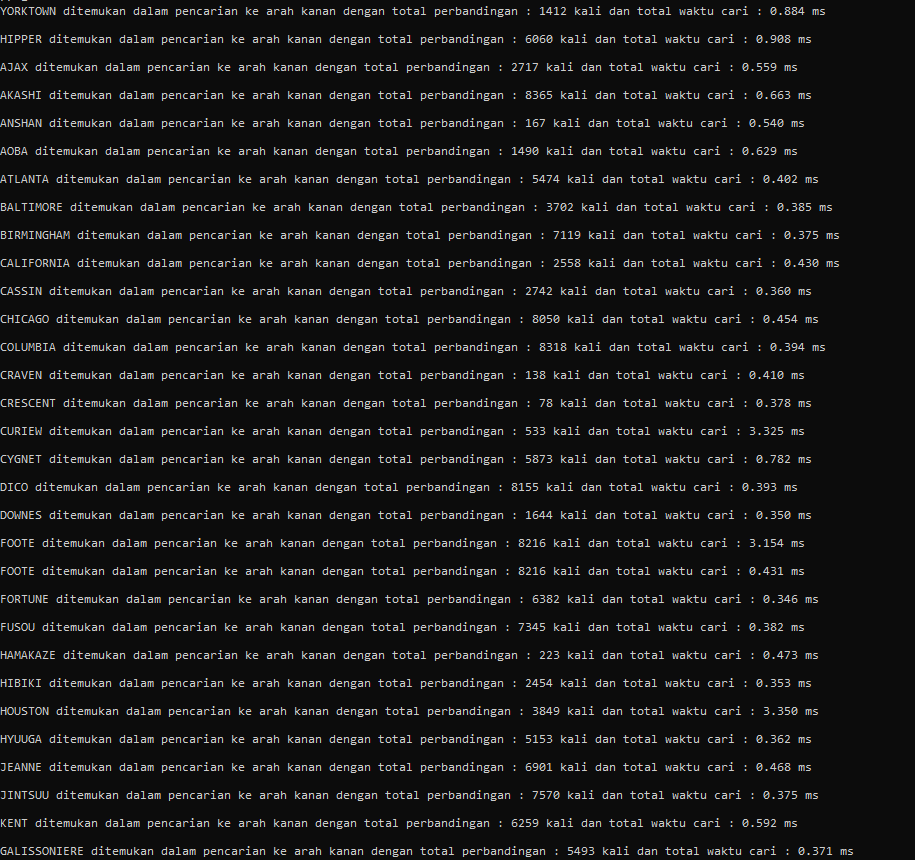 YORKTOWN ditemukan dalam pencarian ke arah kanan dengan total perbandingan : 1412 kali dan total waktu cari : 0.884 ms
HIPPER ditemukan dalam pencarian ke arah kanan dengan total perbandingan : 6060 kali dan total waktu cari : 0.908 ms
AJAX ditemukan dalam pencarian ke arah kanan dengan total perbandingan : 2717 kali dan total waktu cari : 0.559 ms
AKASHI ditemukan dalam pencarian ke arah kanan dengan total perbandingan : 8365 kali dan total waktu cari : 0.663 ms
ANSHAN ditemukan dalam pencarian ke arah kanan dengan total perbandingan : 167 kali dan total waktu cari : 0.540 ms
AOBA ditemukan dalam pencarian ke arah kanan dengan total perbandingan : 1490 kali dan total waktu cari : 0.629 ms
ATLANTA ditemukan dalam pencarian ke arah kanan dengan total perbandingan : 5474 kali dan total waktu cari : 0.402 ms
BALTIMORE ditemukan dalam pencarian ke arah kanan dengan total perbandingan : 3702 kali dan total waktu cari : 0.385 ms
BIRMINGHAM ditemukan dalam pencarian ke arah kanan dengan total perbandingan : 7119 kali dan total waktu cari : 0.375 ms
CALIFORNIA ditemukan dalam pencarian ke arah kanan dengan total perbandingan : 2558 kali dan total waktu cari : 0.430 ms
CASSIN ditemukan dalam pencarian ke arah kanan dengan total perbandingan : 2742 kali dan total waktu cari : 0.360 ms
CHICAGO ditemukan dalam pencarian ke arah kanan dengan total perbandingan : 8050 kali dan total waktu cari : 0.454 ms
COLUMBIA ditemukan dalam pencarian ke arah kanan dengan total perbandingan : 8318 kali dan total waktu cari : 0.394 ms
CRAVEN ditemukan dalam pencarian ke arah kanan dengan total perbandingan : 138 kali dan total waktu cari : 0.410 ms
CRESCENT ditemukan dalam pencarian ke arah kanan dengan total perbandingan : 78 kali dan total waktu cari : 0.378 ms
CURIEW ditemukan dalam pencarian ke arah kanan dengan total perbandingan : 533 kali dan total waktu cari : 3.325 ms
CYGNET ditemukan dalam pencarian ke arah kanan dengan total perbandingan : 5873 kali dan total waktu cari : 0.782 ms
DICO ditemukan dalam pencarian ke arah kanan dengan total perbandingan : 8155 kali dan total waktu cari : 0.393 ms
DOWNES ditemukan dalam pencarian ke arah kanan dengan total perbandingan : 1644 kali dan total waktu cari : 0.350 ms
FOOTE ditemukan dalam pencarian ke arah kanan dengan total perbandingan : 8216 kali dan total waktu cari : 3.154 ms
FOOTE ditemukan dalam pencarian ke arah kanan dengan total perbandingan : 8216 kali dan total waktu cari : 0.431 ms
FORTUNE ditemukan dalam pencarian ke arah kanan dengan total perbandingan : 6382 kali dan total waktu cari : 0.346 ms
FUSOU ditemukan dalam pencarian ke arah kanan dengan total perbandingan : 7345 kali dan total waktu cari : 0.382 ms
HAMAKAZE ditemukan dalam pencarian ke arah kanan dengan total perbandingan : 223 kali dan total waktu cari : 0.473 ms
HIBIKI ditemukan dalam pencarian ke arah kanan dengan total perbandingan : 2454 kali dan total waktu cari : 0.353 ms
HOUSTON ditemukan dalam pencarian ke arah kanan dengan total perbandingan : 3849 kali dan total waktu cari : 3.350 ms
HYUUGA ditemukan dalam pencarian ke arah kanan dengan total perbandingan : 5153 kali dan total waktu cari : 0.362 ms
JEANNE ditemukan dalam pencarian ke arah kanan dengan total perbandingan : 6901 kali dan total waktu cari : 0.468 ms
JINTSUU ditemukan dalam pencarian ke arah kanan dengan total perbandingan : 7570 kali dan total waktu cari : 0.375 ms
KENT ditemukan dalam pencarian ke arah kanan dengan total perbandingan : 6259 kali dan total waktu cari : 0.592 ms
GALISSONIERE ditemukan dalam pencarian ke arah kanan dengan total perbandingan : 5493 kali dan total waktu cari : 0.371 ms